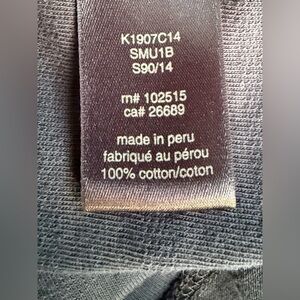 K1907C14
SMU1B
S90/14
rn# 102515
ca# 26689
made in peru
fabriqué au pérou
100% cotton/coton